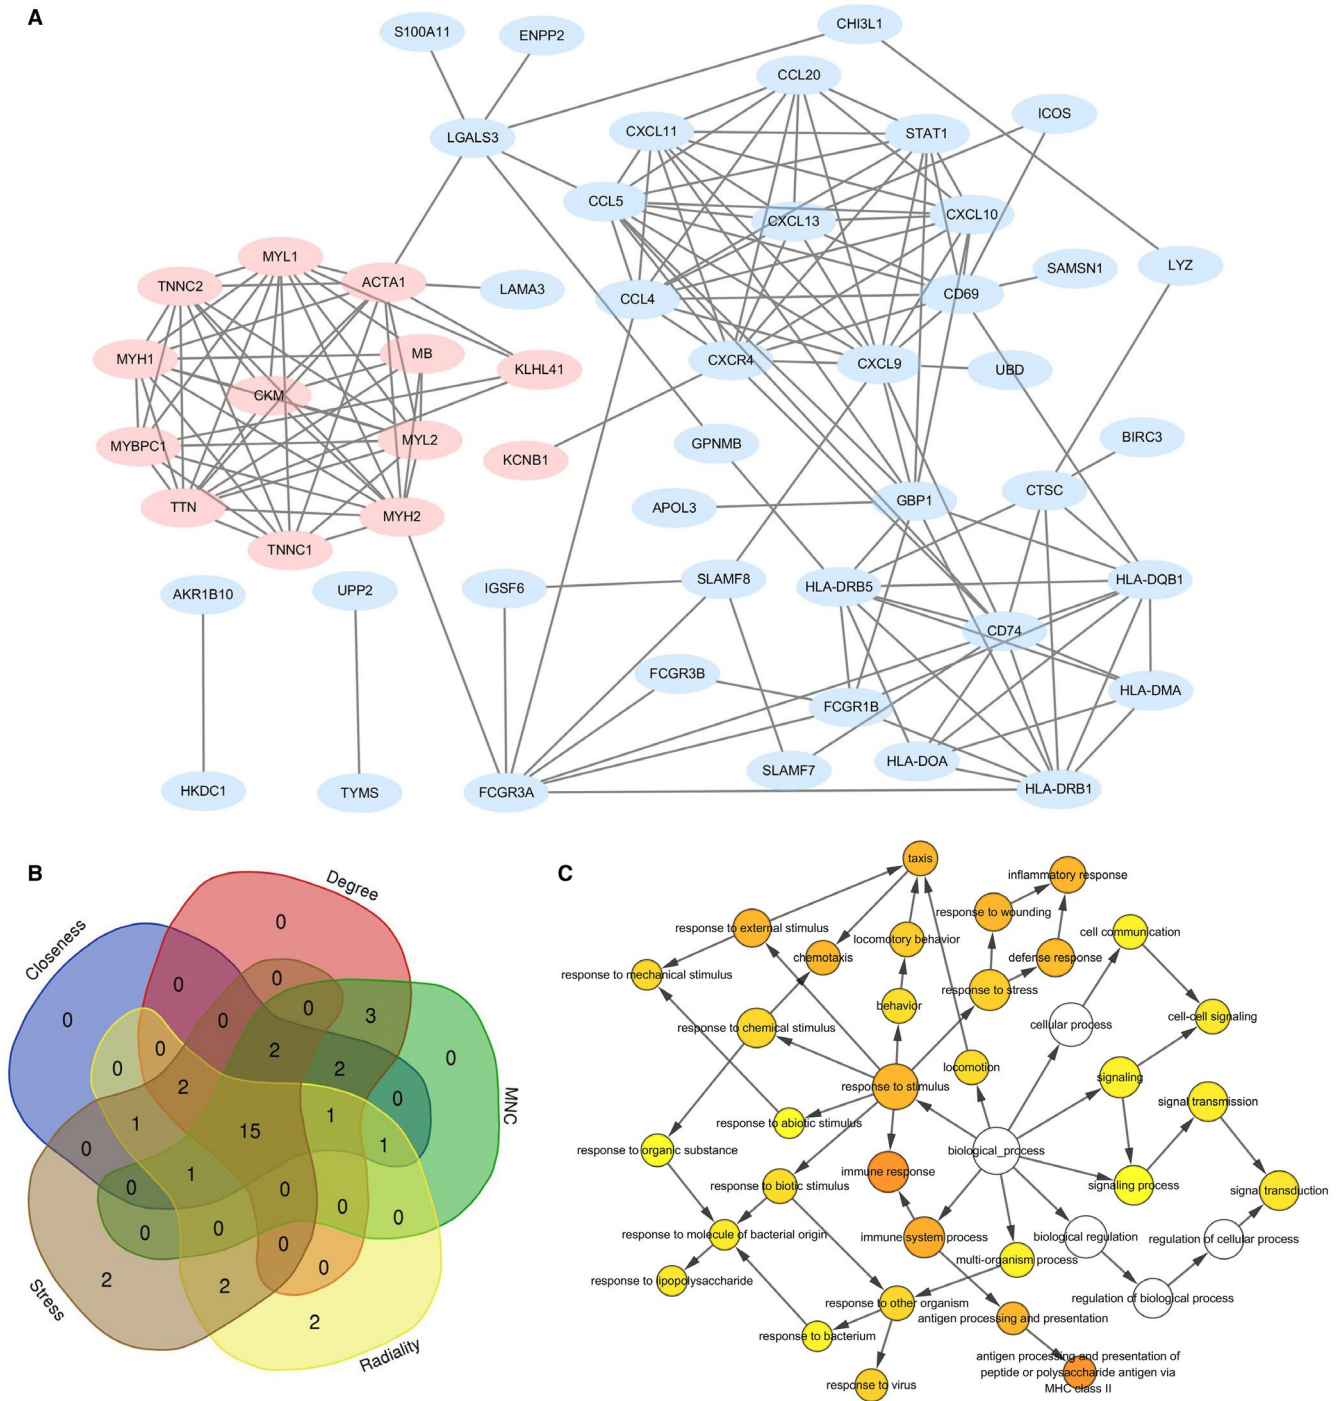 A
S100A11
ENPP2
CHI3L1
CCL20
ICOS
CXCL11
STAT1
LGALS3
CCL5
CXCL13
CXCL10
MYL1
TNNC2
ACTA1
LAMA3
CCL4
CD69
SAMSN1
LYZ
MYH1
MB
KLHL41
CXCR4
CXCL9
UBD
CKM
MYBPC1
MYL2
KCNB1
GPNMB
BIRC3
TTN
MYH2
APOL3
GBP1
CTSC
TNNC1
AKR1B10
UPP2
IGSF6
SLAMF8
HLA-DRB5
HLA-DQB1
CD74
FCGR3B
FCGR1B
HLA-DMA
HKDC1
TYMS
FCGR3A
SLAMF7
HLA-DOA
HLA-DRB1
B
Degree
Closeness
MNC
Stress
Radiality
0
0
0
0
0
3
0
0
2
2
0
0
0
2
1
15
1
1
0
1
0
0
0
0
0
0
0
0
2
2
0
2
C
taxis
inflammatory response
response to wounding
response to external stimulus
locomotory behavior
cell communication
chemotaxis
defense response
response to mechanical stimulus
response to stress
behavior
cell-cell signaling
response to chemical stimulus
cellular process
locomotion
signaling
response to stimulus
signal transmission
response to abiotic stimulus
response to organic substance
biological_process
immune response
response to biotic stimulus
signaling process
signal transduction
response to molecule of bacterial origin
immune system process
biological regulation
regulation of cellular process
multi-organism process
response to lipopolysaccharide
regulation of biological process
response to other organism
antigen processing and presentation
response to bacterium
antigen processing and presentation of
peptide or polysaccharide antigen via
MHC class II
response to virus